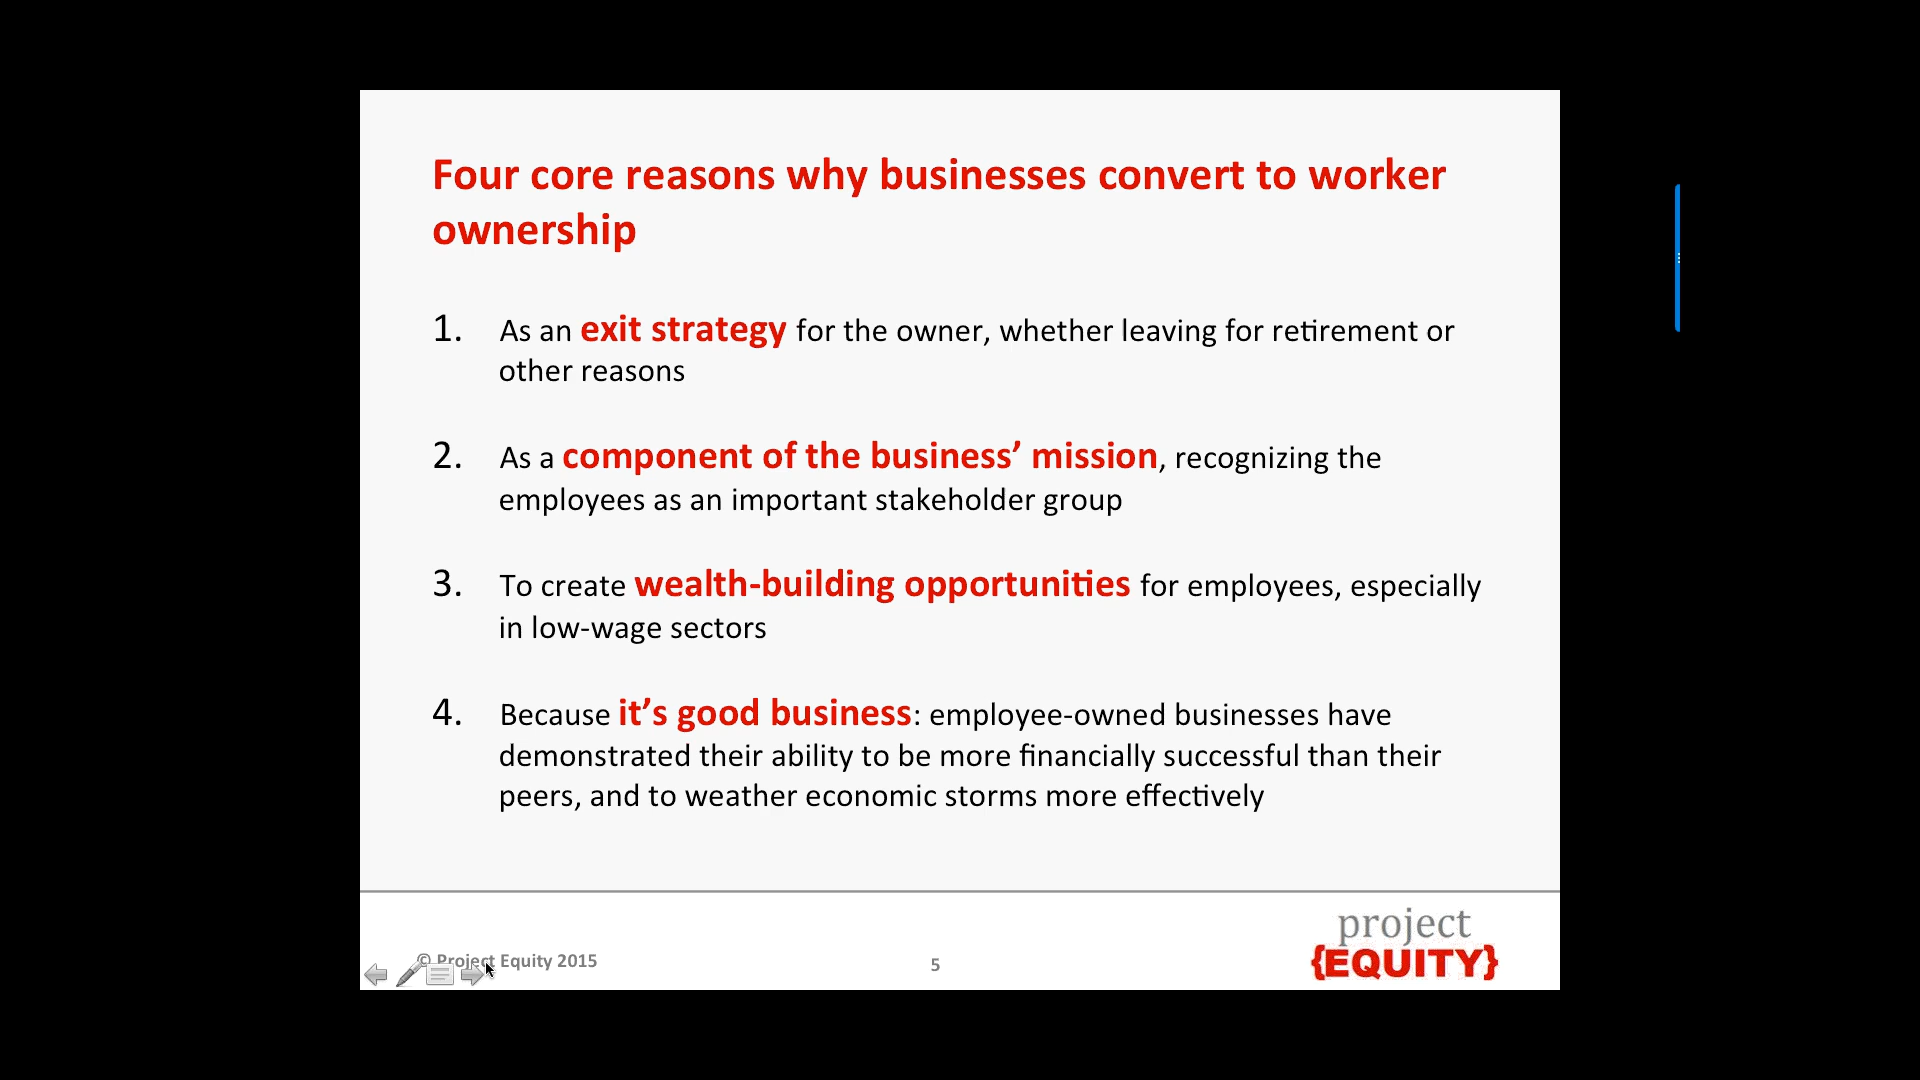 Four core reasons why businesses convert to worker
ownership
1. As an exit strategy for the owner, whether leaving for retirement or
other reasons
2. As a component of the business’ mission, recognizing the
employees as an important stakeholder group
3. To create wealth-building opportunities for employees, especially
in low-wage sectors
4. Because it’s good business: employee-owned businesses have
demonstrated their ability to be more financially successful than their
peers, and to weather economic storms more effectively
© Project Equity 2015
5
project
{EQUITY}